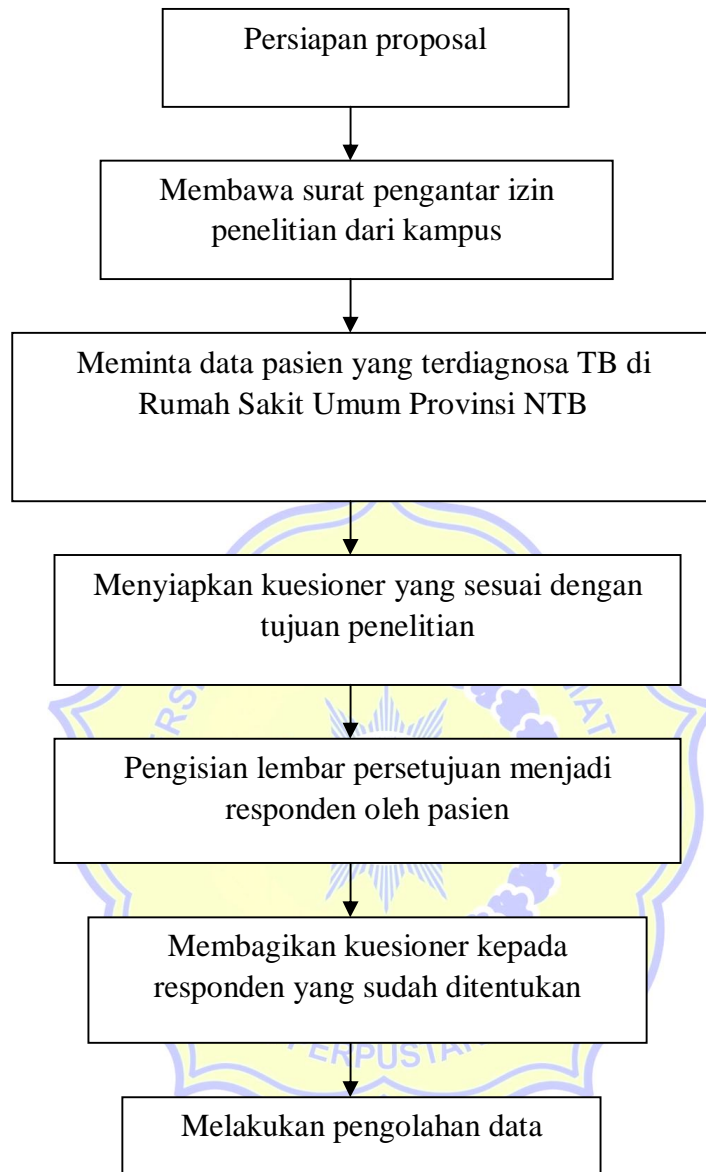 Persiapan proposal
Membawa surat pengantar izin
penelitian dari kampus
Meminta data pasien yang terdiagnosa TB di
Rumah Sakit Umum Provinsi NTB
Menyiapkan kuesioner yang sesuai dengan
tujuan penelitian
Pengisian lembar persetujuan menjadi
responden oleh pasien
Membagikan kuesioner kepada
responden yang sudah ditentukan
Melakukan pengolahan data